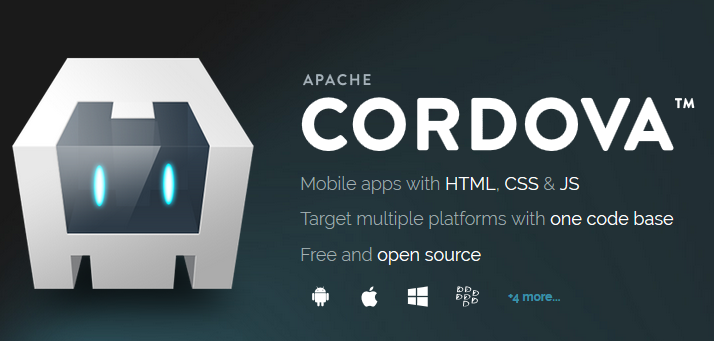 APACHE
CORDOVA™
Mobile apps with HTML, CSS & JS
Target multiple platforms with one code base
Free and open source
+4 more...